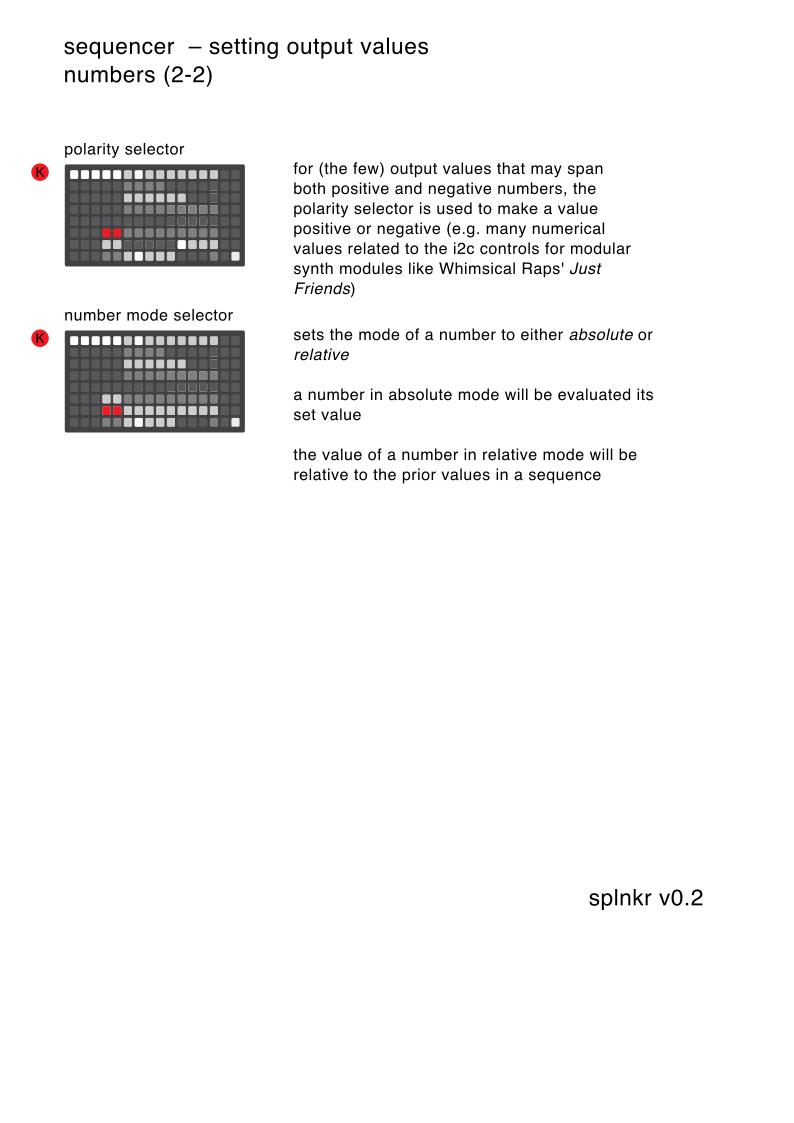 sequencer – setting output values
numbers (2-2)
polarity selector
K
for (the few) output values that may span
both positive and negative numbers, the
polarity selector is used to make a value
positive or negative (e.g. many numerical
values related to the i2c controls for modular
synth modules like Whimsical Raps' Just
Friends)
number mode selector
K
sets the mode of a number to either absolute or
relative
a number in absolute mode will be evaluated its
set value
the value of a number in relative mode will be
relative to the prior values in a sequence
splnkr v0.2